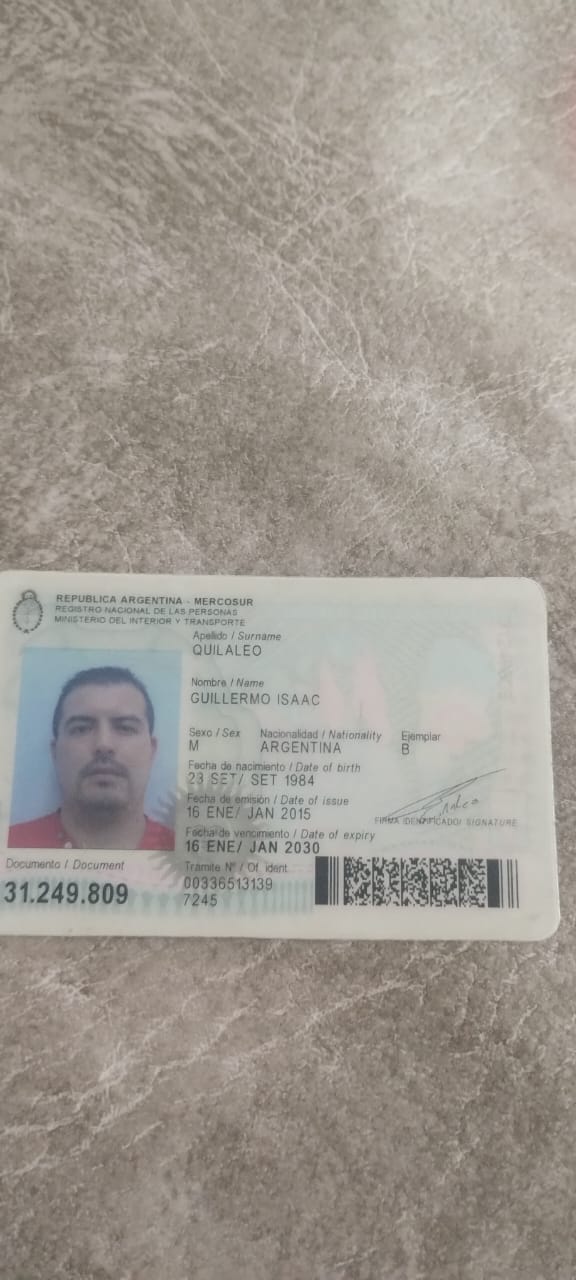 REPUBLICA ARGENTINA - MERCOSUR
REGISTRO NACIONAL DE LAS PERSONAS
MINISTERIO DEL INTERIOR Y TRANSPORTE
Apellido / Surname
QUILALEO
Nombre / Name
GUILLERMO ISAAC
Sexo / Sex Nacionalidad / Nationality Ejemplar
M ARGENTINA B
Fecha de nacimiento / Date of birth
23 SET/ SET 1984
Fecha de emisión / Date of issue
16 ENE/ JAN 2015
FIRMA IDENTIFICADO/ SIGNATURE
Fecha de vencimiento / Date of expiry
16 ENE/ JAN 2030
Documento / Document
31.249.809
Trámite N° / Of. ident.
00336513139
7245